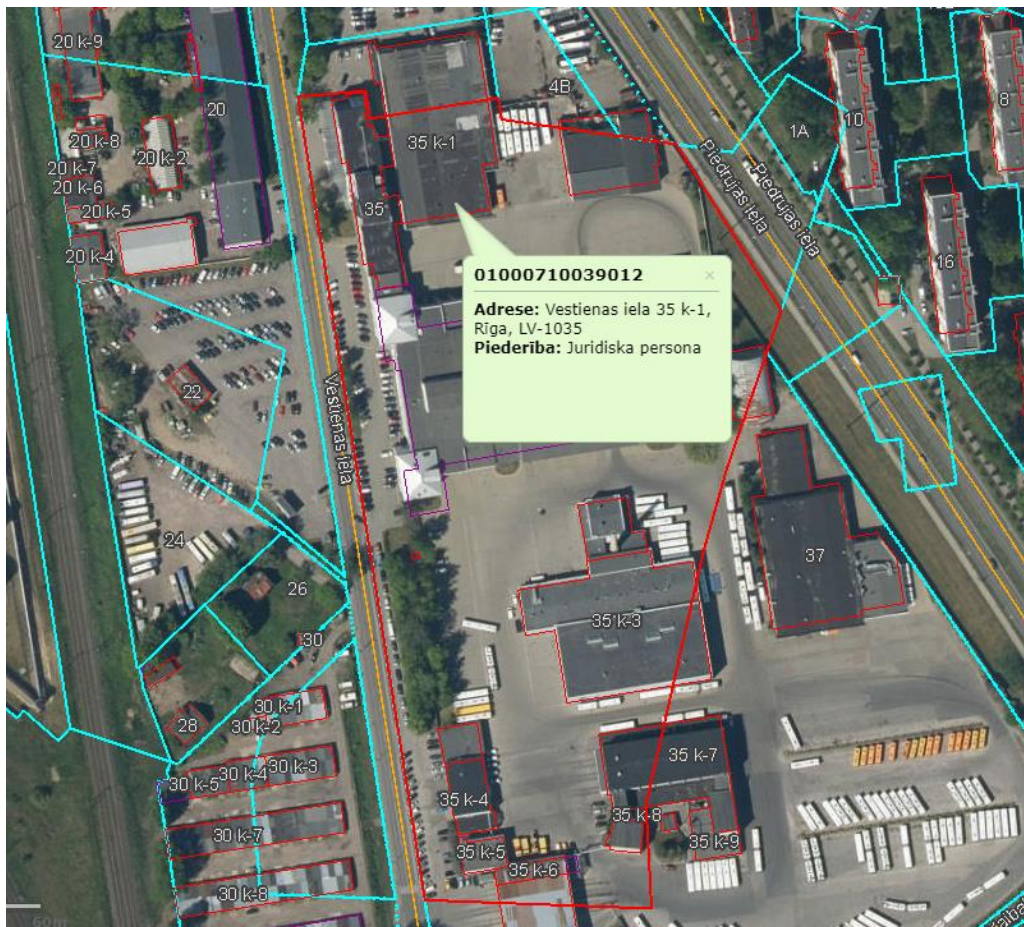 20 k-9
20
4B
8
10
1A
20 k-8
35 k-1
20 k-2
20 k-7
20 k-6
20 k-5
35
20 k-4
16
Piedrujas iela
Piedrujas iela
01000710039012 ×
Adrese: Vestienas iela 35 k-1,
Rīga, LV-1035
Piederība: Juridiska persona
22
Vestienas iela
24
37
26
35 k-3
30
30 k-1
28
30 k-2
35 k-7
30 k-3
30 k-4
30 k-5
35 k-4
35 k-8
30 k-7
35 k-9
35 k-5
35 k-6
30 k-8
60m